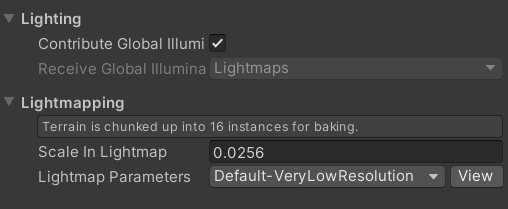 Lighting
Contribute Global Illumi
Receive Global Illumina Lightmaps
Lightmapping
Terrain is chunked up into 16 instances for baking.
Scale In Lightmap 0.0256
Lightmap Parameters Default-VeryLowResolution View